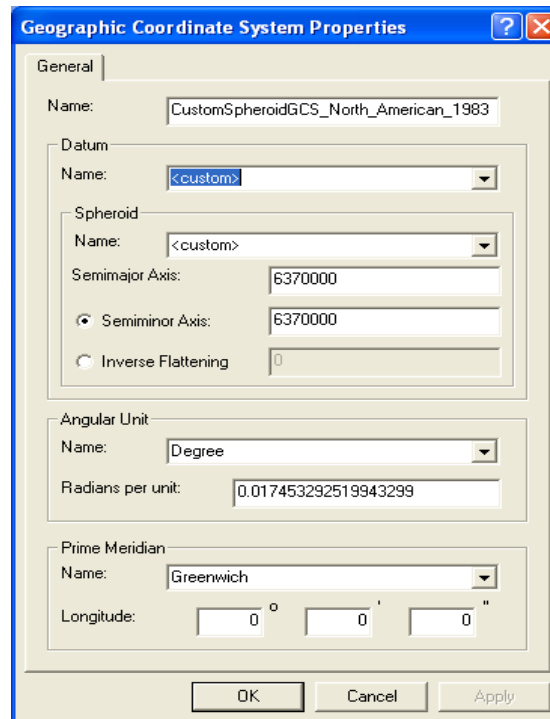 Geographic Coordinate System Properties
General
Name: CustomSpheroidGCS_North_American_1983
Datum
Name: <custom>
Spheroid
Name: <custom>
Semimajor Axis: 6370000
Semiminor Axis: 6370000
Inverse Flattening 0
Angular Unit
Name: Degree
Radians per unit: 0.017453292519943299
Prime Meridian
Name: Greenwich
Longitude: 0 ° 0 ' 0 "
OK Cancel Apply